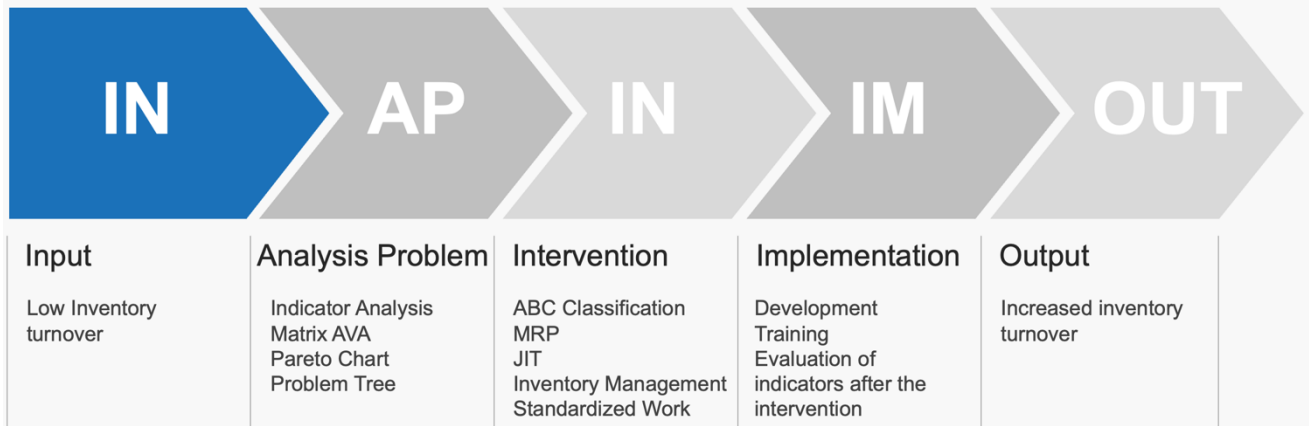 IN
AP
IN
IM
OUT
Input
Low Inventory
turnover
Analysis Problem
Indicator Analysis
Matrix AVA
Pareto Chart
Problem Tree
Intervention
ABC Classification
MRP
JIT
Inventory Management
Standardized Work
Implementation
Development
Training
Evaluation of
indicators after the
intervention
Output
Increased inventory
turnover